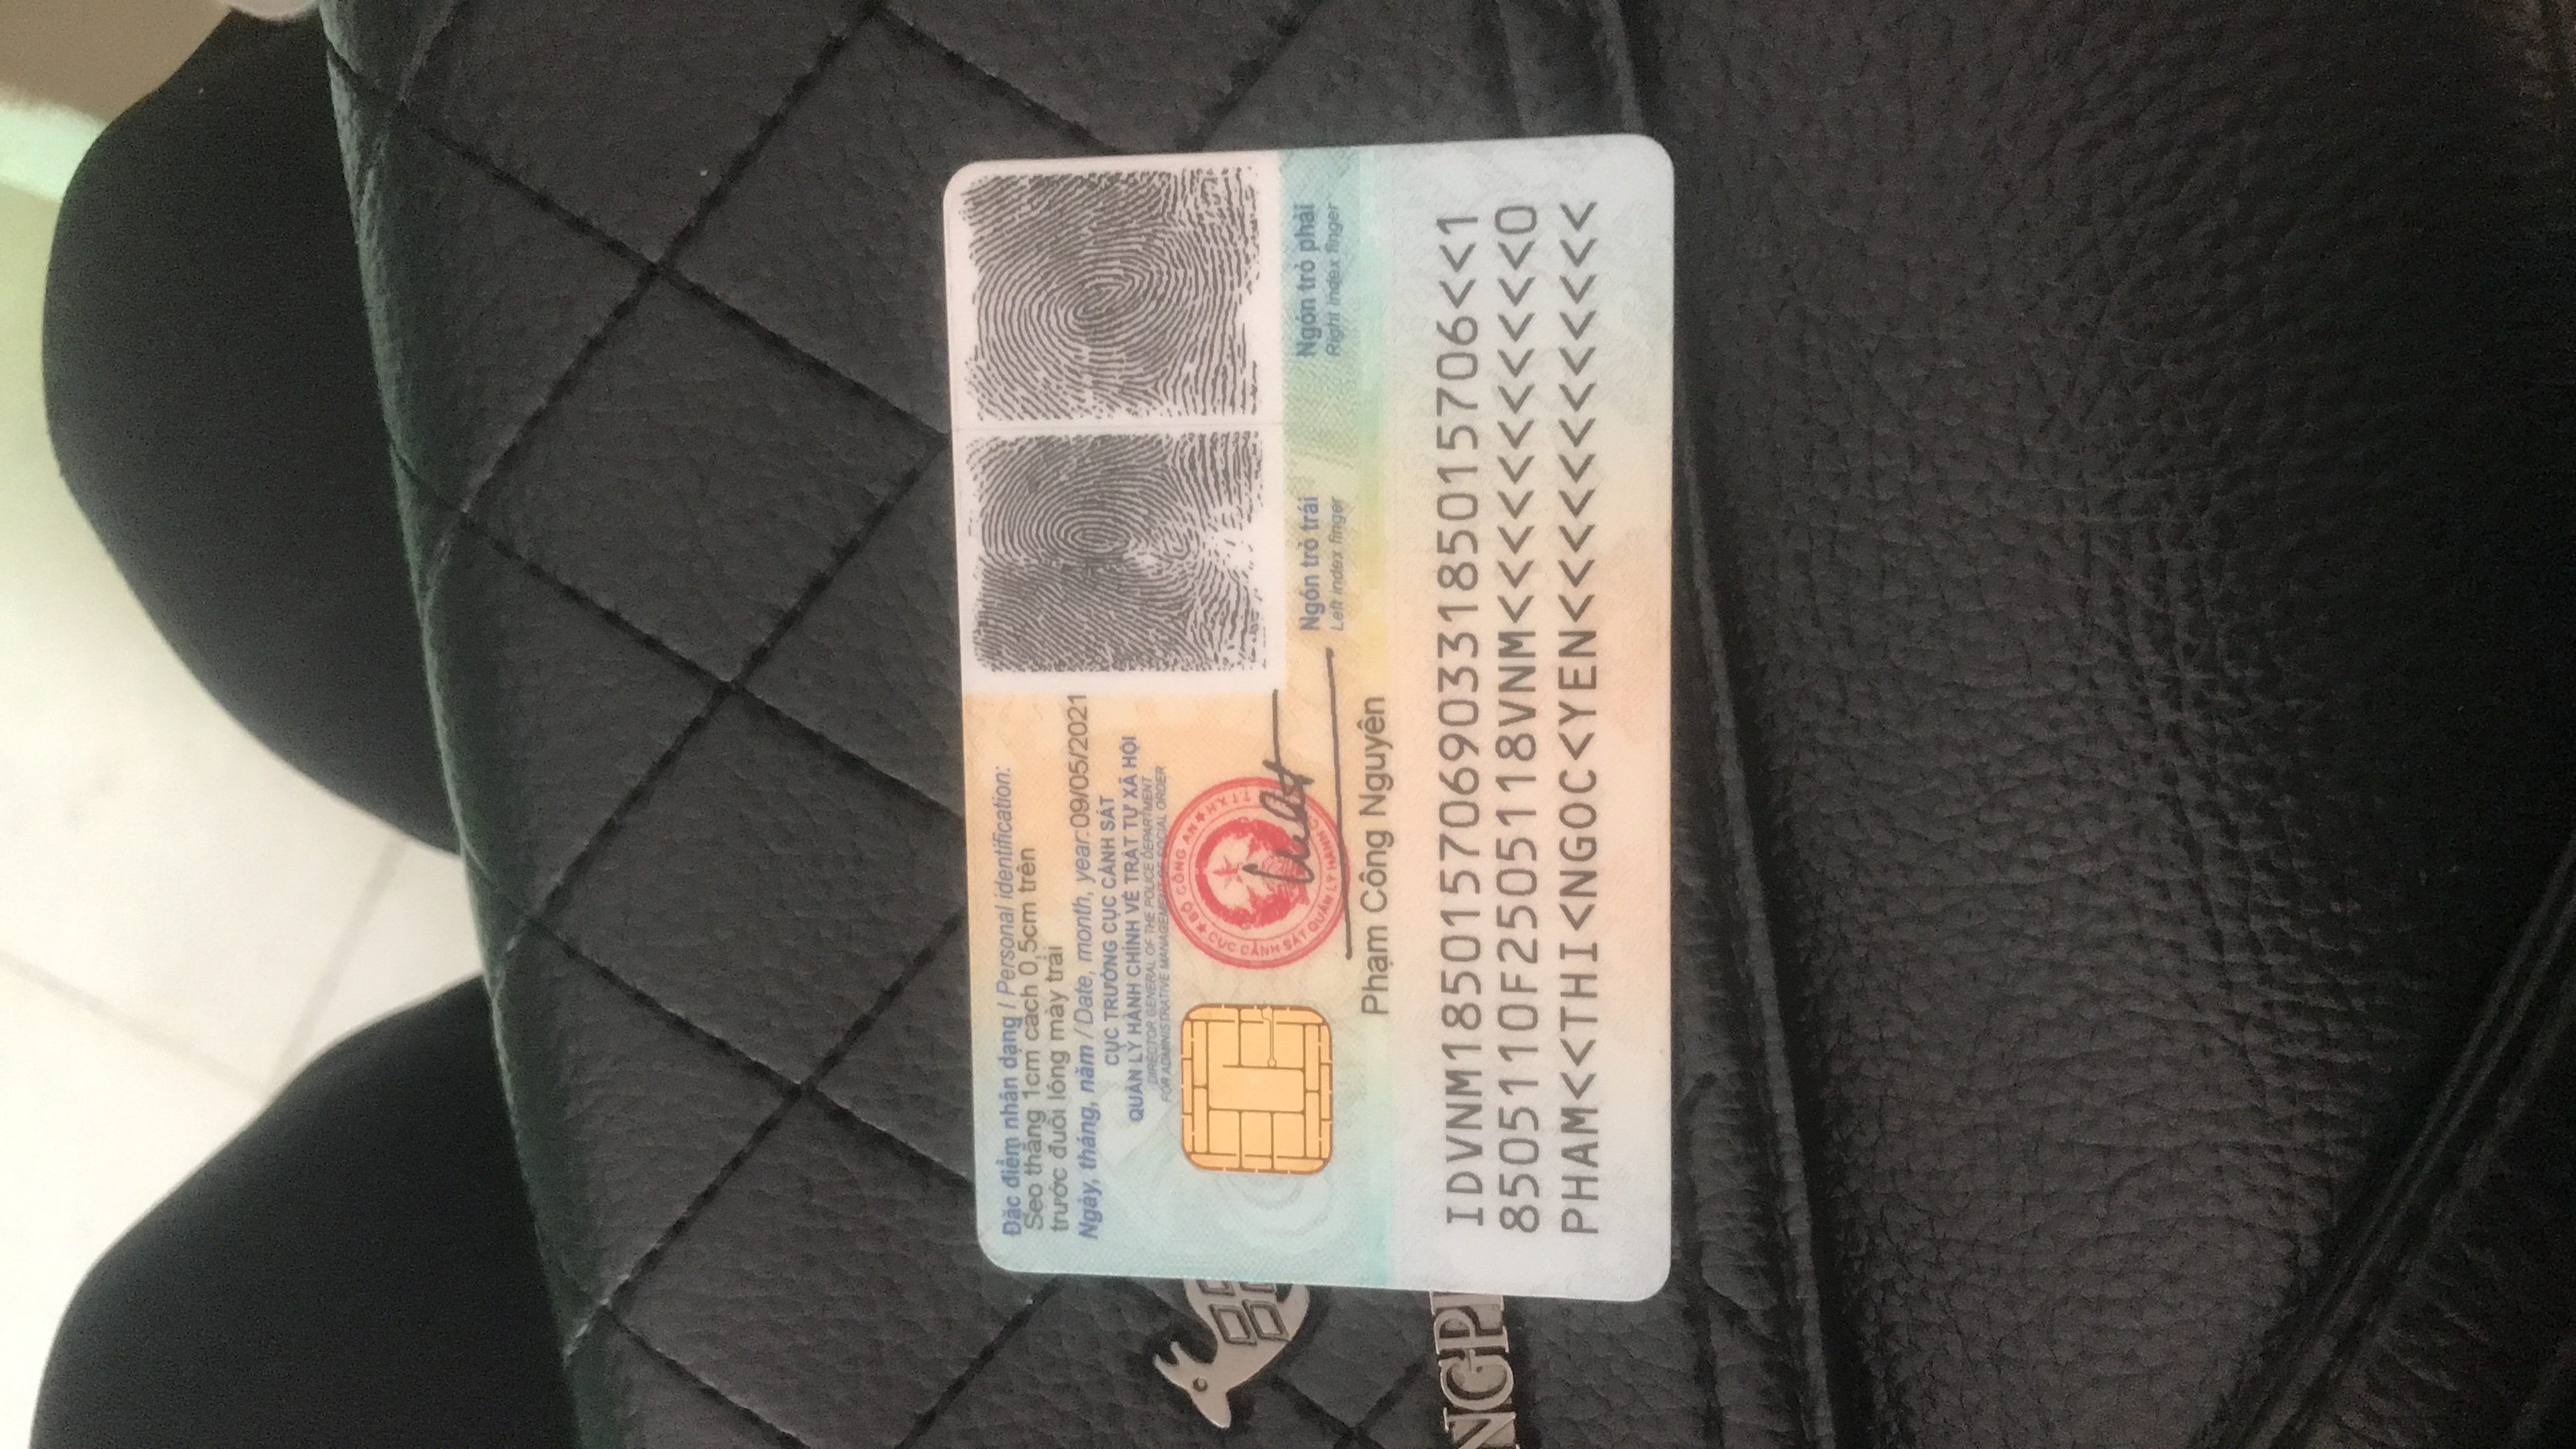 Đặc điểm nhân dạng / Personal identification:
Sẹo thẳng 1cm cách 0,5cm trên
trước đuôi lông mày trái
Ngày, tháng, năm / Date, month, year:09/05/2021
CỤC TRƯỞNG CỤC CẢNH SÁT
QUẢN LÝ HÀNH CHÍNH VỀ TRẬT TỰ XÃ HỘI
DIRECTOR GENERAL OF THE POLICE DEPARTMENT
FOR ADMINISTRATIVE MANAGEMENT OF SOCIAL ORDER
BỘ CÔNG AN
CỤC CẢNH SÁT QUẢN LÝ HÀNH
Ngón trỏ trái
Left index finger
Ngón trỏ phải
Right index finger
Phạm Công Nguyên
NGP
IDVNM1850157069033185015706<<1
8505110F2505118VNM<<<<<<<<<<<0
PHAM<<THI<NGOC<YEN<<<<<<<<<<<<